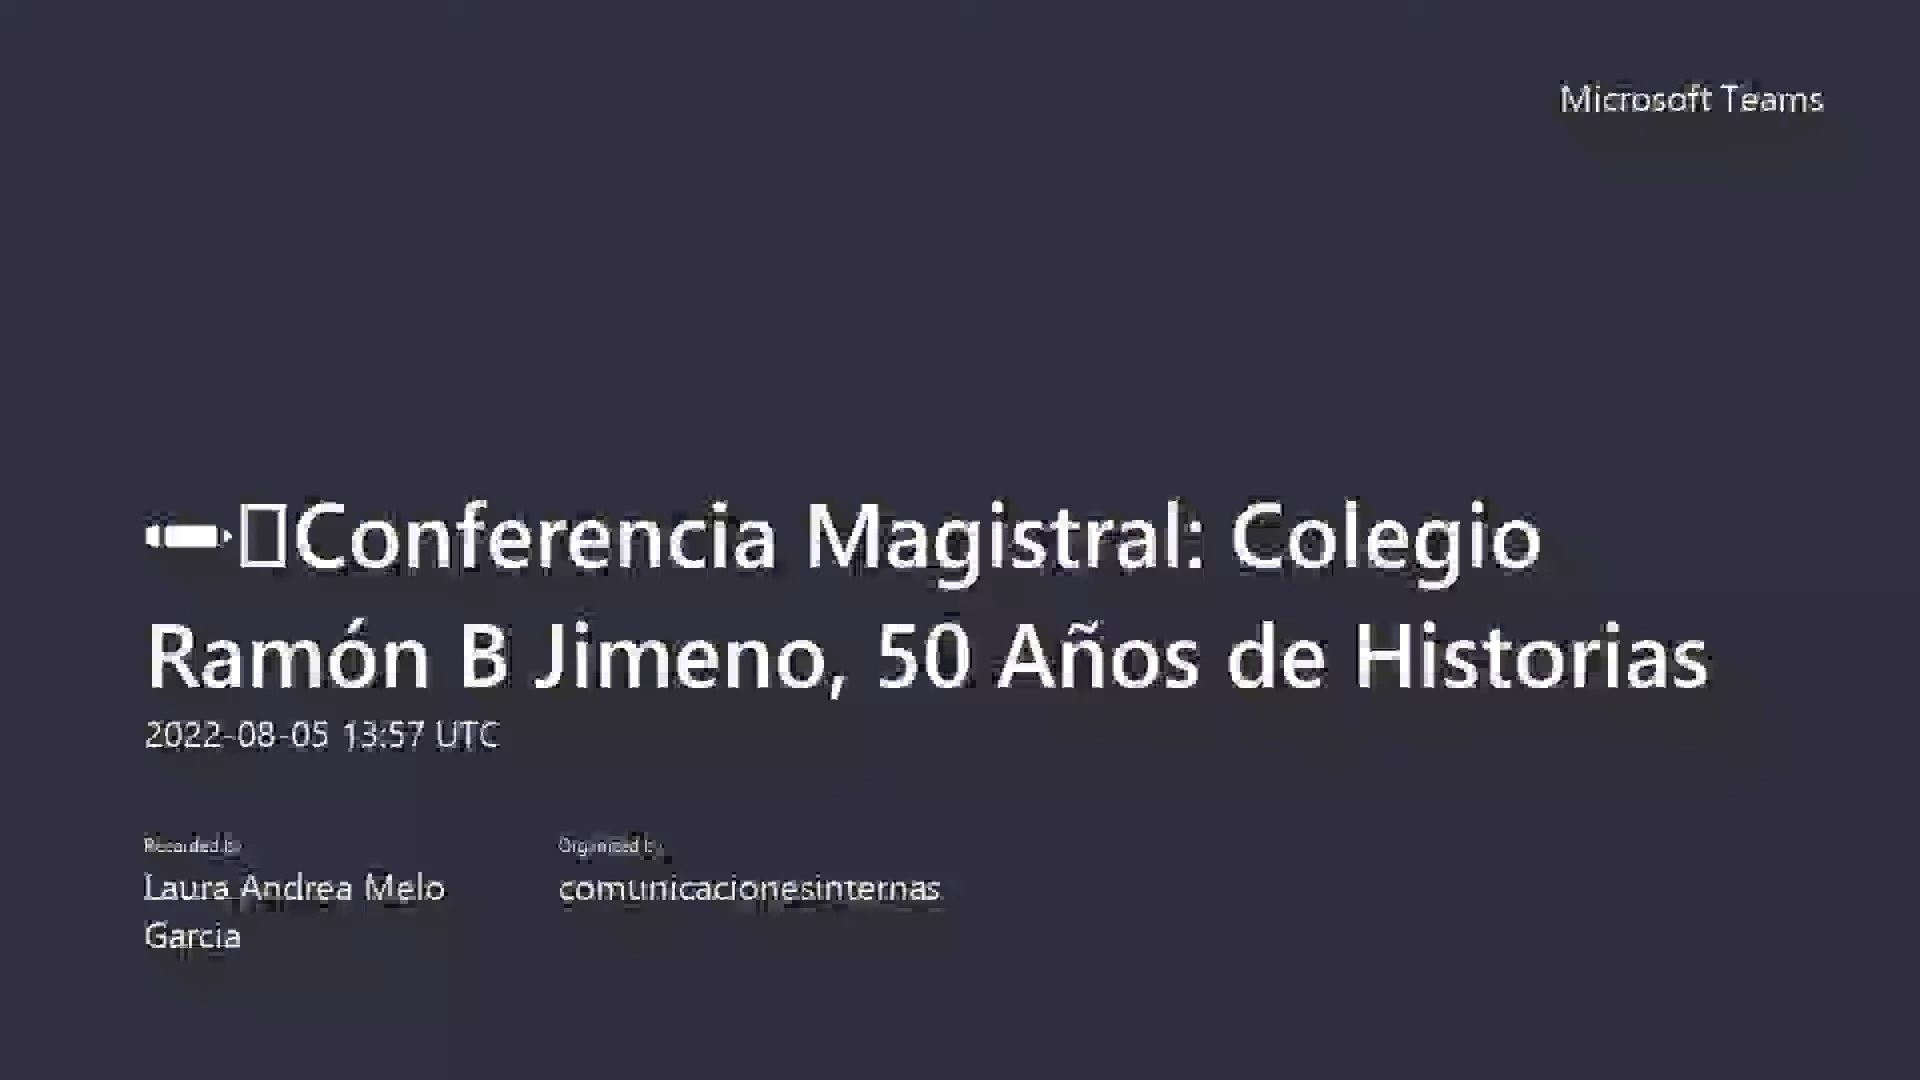 Microsoft Teams
Conferencia Magistral: Colegio
Ramón B Jimeno, 50 Años de Historias
2022-08-05 13:57 UTC
Recorded by
Organized by
Laura Andrea Melo
Garcia
comunicacionesinternas